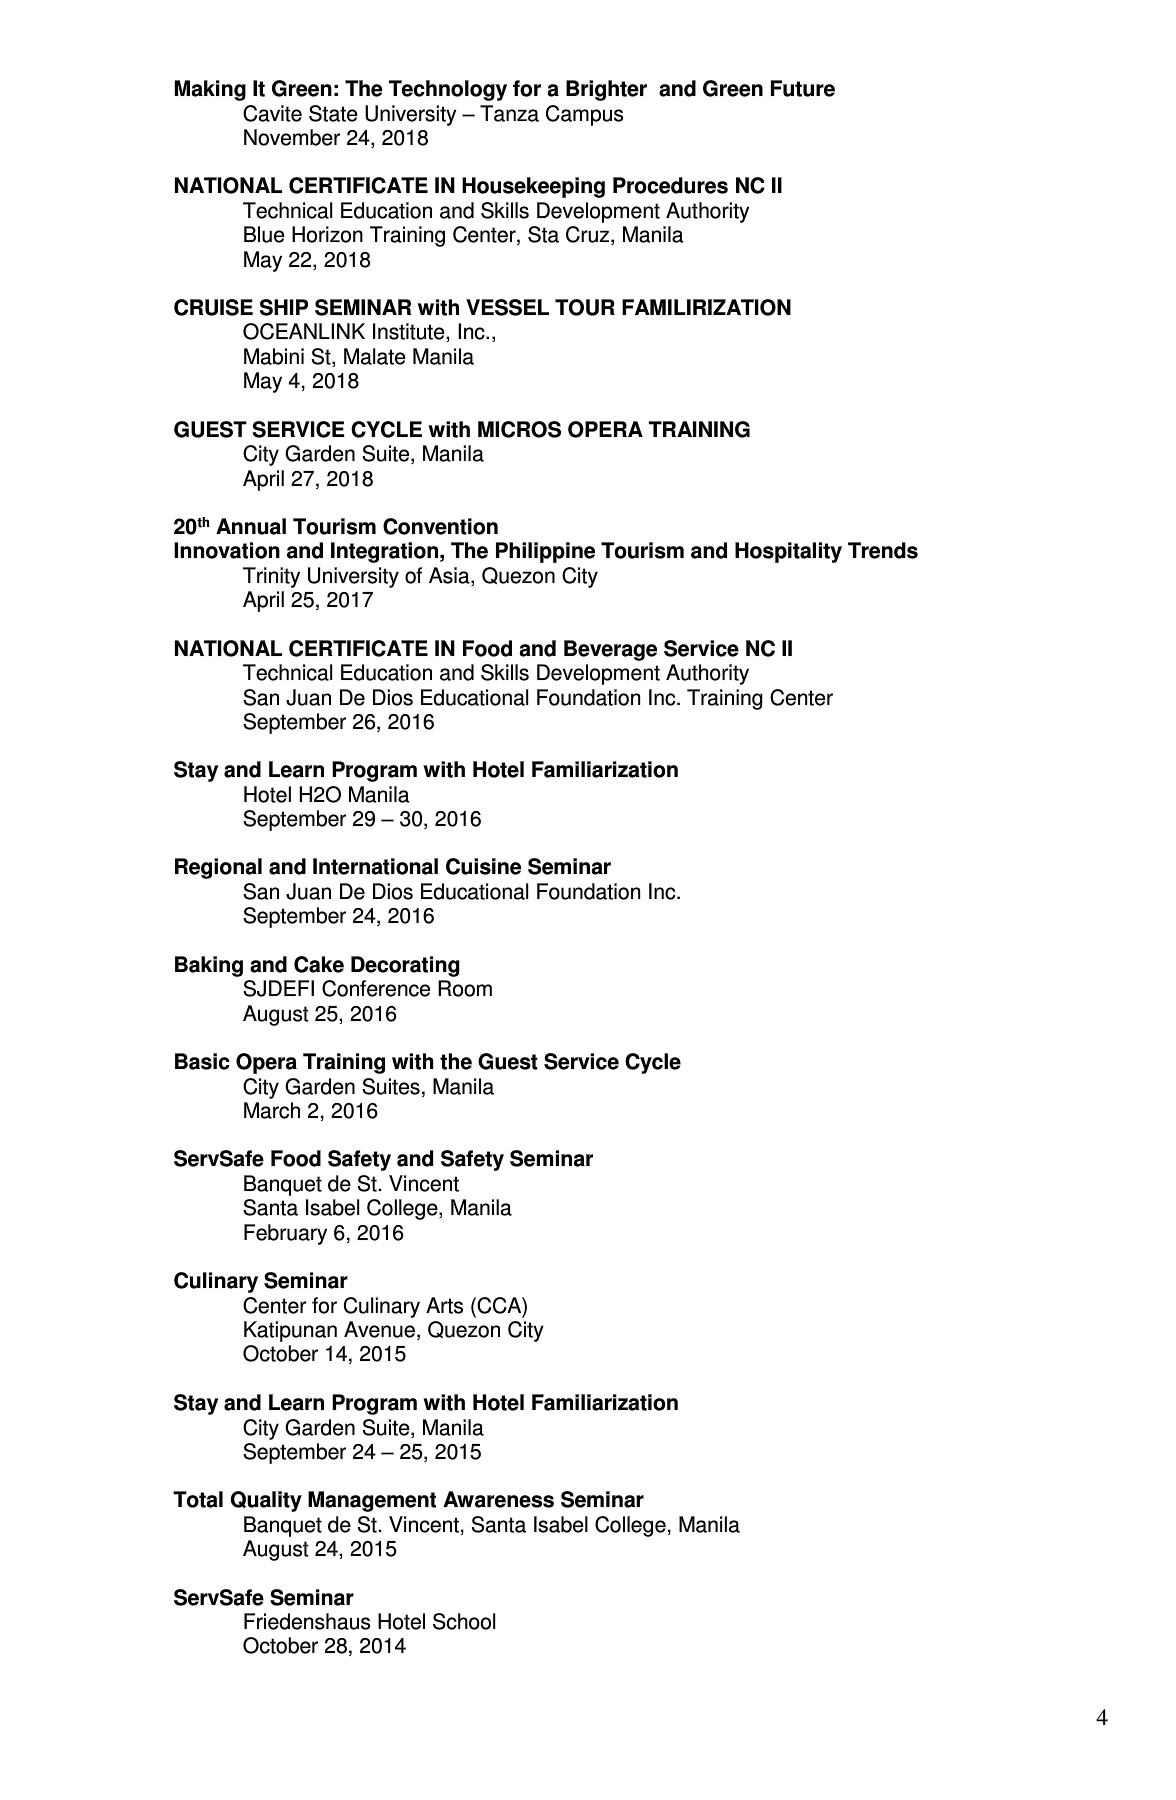 Making It Green: The Technology for a Brighter  and Green Future
Cavite State University – Tanza Campus
November 24, 2018
NATIONAL CERTIFICATE IN Housekeeping Procedures NC II
Technical Education and Skills Development Authority
Blue Horizon Training Center, Sta Cruz, Manila
May 22, 2018
CRUISE SHIP SEMINAR with VESSEL TOUR FAMILIRIZATION
OCEANLINK Institute, Inc.,
Mabini St, Malate Manila
May 4, 2018
GUEST SERVICE CYCLE with MICROS OPERA TRAINING
City Garden Suite, Manila
April 27, 2018
20th Annual Tourism Convention
Innovation and Integration, The Philippine Tourism and Hospitality Trends
Trinity University of Asia, Quezon City
April 25, 2017
NATIONAL CERTIFICATE IN Food and Beverage Service NC II
Technical Education and Skills Development Authority
San Juan De Dios Educational Foundation Inc. Training Center
September 26, 2016
Stay and Learn Program with Hotel Familiarization
Hotel H2O Manila
September 29 – 30, 2016
Regional and International Cuisine Seminar
San Juan De Dios Educational Foundation Inc.
September 24, 2016
Baking and Cake Decorating
SJDEFI Conference Room
August 25, 2016
Basic Opera Training with the Guest Service Cycle
City Garden Suites, Manila
March 2, 2016
ServSafe Food Safety and Safety Seminar
Banquet de St. Vincent
Santa Isabel College, Manila
February 6, 2016
Culinary Seminar
Center for Culinary Arts (CCA)
Katipunan Avenue, Quezon City
October 14, 2015
Stay and Learn Program with Hotel Familiarization
City Garden Suite, Manila
September 24 – 25, 2015
Total Quality Management Awareness Seminar
Banquet de St. Vincent, Santa Isabel College, Manila
August 24, 2015
ServSafe Seminar
Friedenshaus Hotel School
October 28, 2014
4